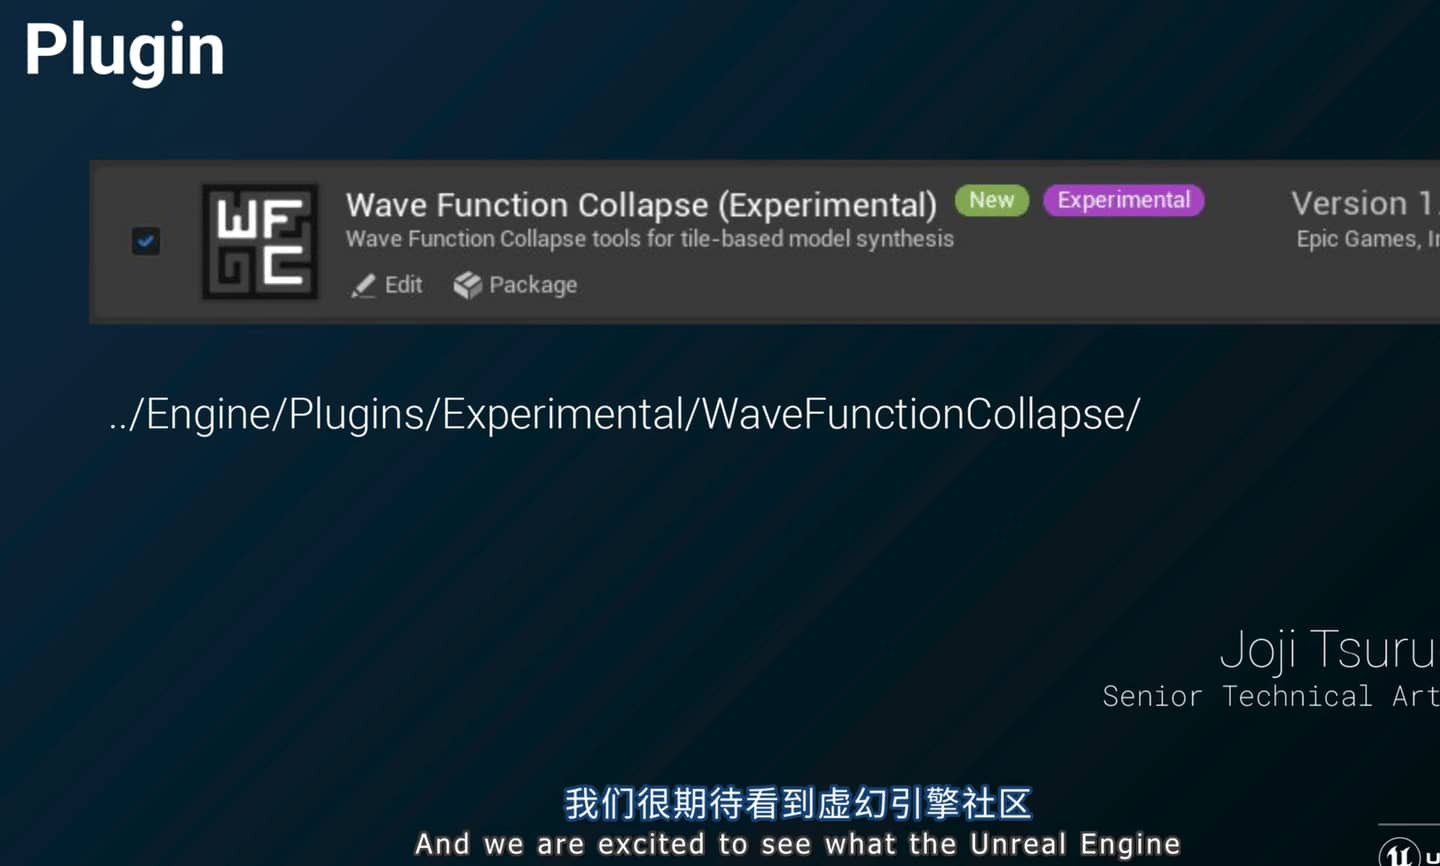 Plugin
WFC
Wave Function Collapse (Experimental) New Experimental Version 1.
Wave Function Collapse tools for tile-based model synthesis Epic Games,
Edit Package
../Engine/Plugins/Experimental/WaveFunctionCollapse/
Joji Tsuru
Senior Technical Art
我们很期待看到虚幻引擎社区
And we are excited to see what the Unreal Engine